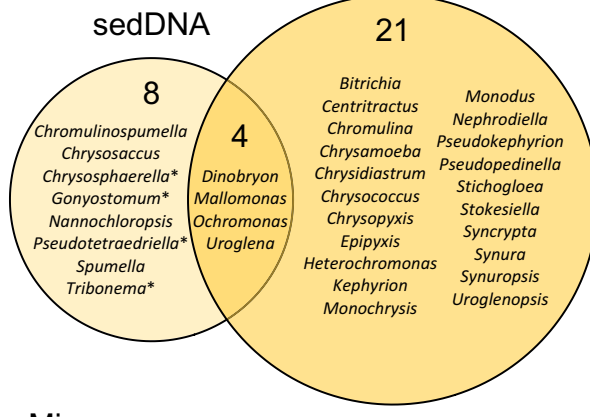 sedDNA
8
Chromulinospumella
Chrysosaccus
Chrysosphaerella*
Gonyostomum*
Nannochloropsis
Pseudotetraedriella*
Spumella
Tribonema*
4
Dinobryon
Mallomonas
Ochromonas
Uroglena
21
Bitrichia
Centritractus
Chromulina
Chrysamoeba
Chrysidiastrum
Chrysococcus
Chrysopyxis
Epipyxis
Heterochromonas
Kephyrion
Monochrysis
Monodus
Nephrodiella
Pseudokephyrion
Pseudopedinella
Stichogloea
Stokesiella
Syncrypta
Synura
Synuropsis
Uroglenopsis